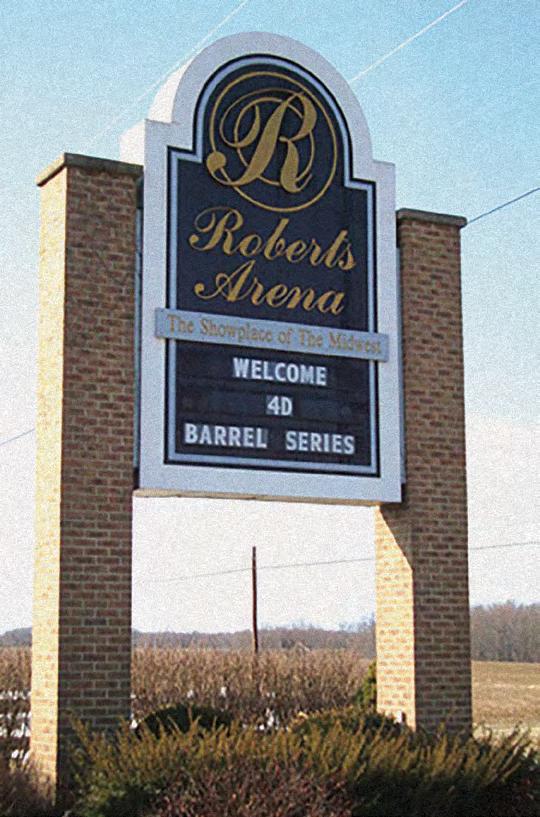 R
Roberts
Arena
The Showplace of The Midwest
WELCOME
4D
BARREL SERIES